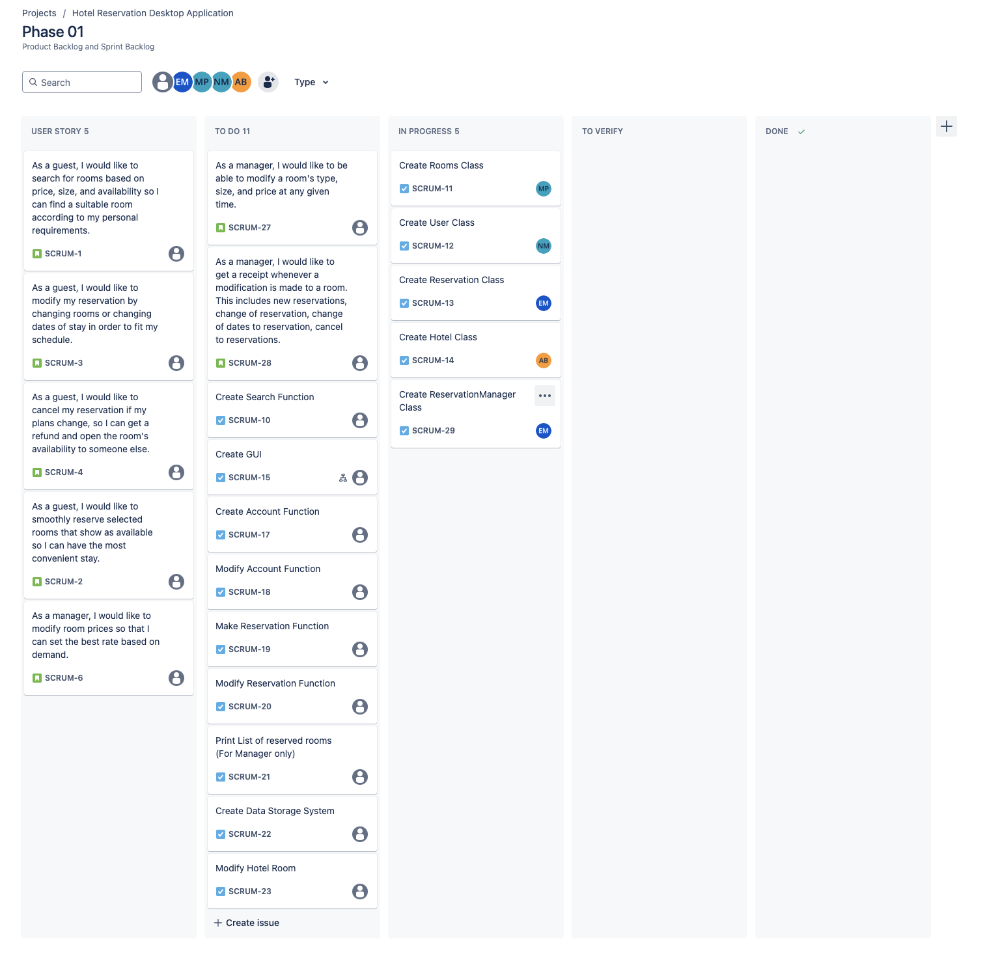 Projects / Hotel Reservation Desktop Application
Phase 01
Product Backlog and Sprint Backlog
Search
EM
MP
NM
AB
Type
USER STORY 5
As a guest, I would like to
search for rooms based on
price, size, and availability so I
can find a suitable room
according to my personal
requirements.
SCRUM-1
As a guest, I would like to
modify my reservation by
changing rooms or changing
dates of stay in order to fit my
schedule.
SCRUM-3
As a guest, I would like to
cancel my reservation if my
plans change, so I can get a
refund and open the room's
availability to someone else.
SCRUM-4
As a guest, I would like to
smoothly reserve selected
rooms that show as available
so I can have the most
convenient stay.
SCRUM-2
As a manager, I would like to
modify room prices so that I
can set the best rate based on
demand.
SCRUM-6
TO DO 11
As a manager, I would like to be
able to modify a room's type,
size, and price at any given
time.
SCRUM-27
As a manager, I would like to
get a receipt whenever a
modification is made to a room.
This includes new reservations,
change of reservation, change
of dates to reservation, cancel
to reservations.
SCRUM-28
Create Search Function
SCRUM-10
Create GUI
SCRUM-15
Create Account Function
SCRUM-17
Modify Account Function
SCRUM-18
Make Reservation Function
SCRUM-19
Modify Reservation Function
SCRUM-20
Print List of reserved rooms
(For Manager only)
SCRUM-21
Create Data Storage System
SCRUM-22
Modify Hotel Room
SCRUM-23
Create issue
IN PROGRESS 5
Create Rooms Class
SCRUM-11
MP
Create User Class
SCRUM-12
NM
Create Reservation Class
SCRUM-13
EM
Create Hotel Class
SCRUM-14
AB
Create ReservationManager
Class
SCRUM-29
EM
TO VERIFY
DONE